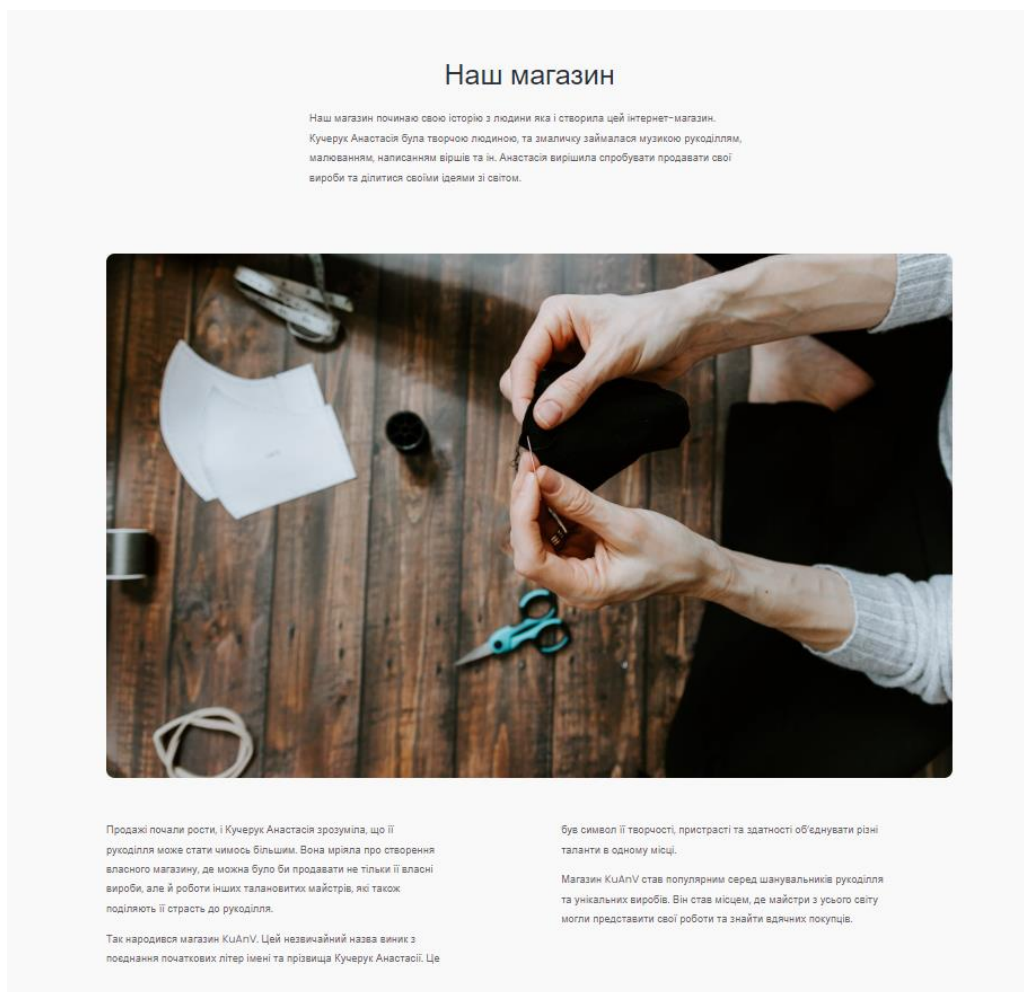 Наш магазин
Наш магазин починаю свою історію з людини яка і створила цей інтернет-магазин.
Кучерук Анастасія була творчою людиною, та змаличку займалася музикою рукоділлям,
малюванням, написанням віршів та ін. Анастасія вирішила спробувати продавати свої
вироби та ділитися своїми ідеями зі світом.
Продажі почали рости, і Кучерук Анастасія зрозуміла, що її
рукоділля може стати чимось більшим. Вона мріяла про створення
власного магазину, де можна було би продавати не тільки її власні
вироби, але й роботи інших талановитих майстрів, які також
поділяють її страсть до рукоділля.
Так народився магазин KuAnV. Цей незвичайний назва виник з
поєднання початкових літер імені та прізвища Кучерук Анастасії. Це
був символ її творчості, пристрасті та здатності об'єднувати різні
таланти в одному місці.
Магазин KuAnV став популярним серед шанувальників рукоділля
та унікальних виробів. Він став місцем, де майстри з усього світу
могли представити свої роботи та знайти вдячних покупців.